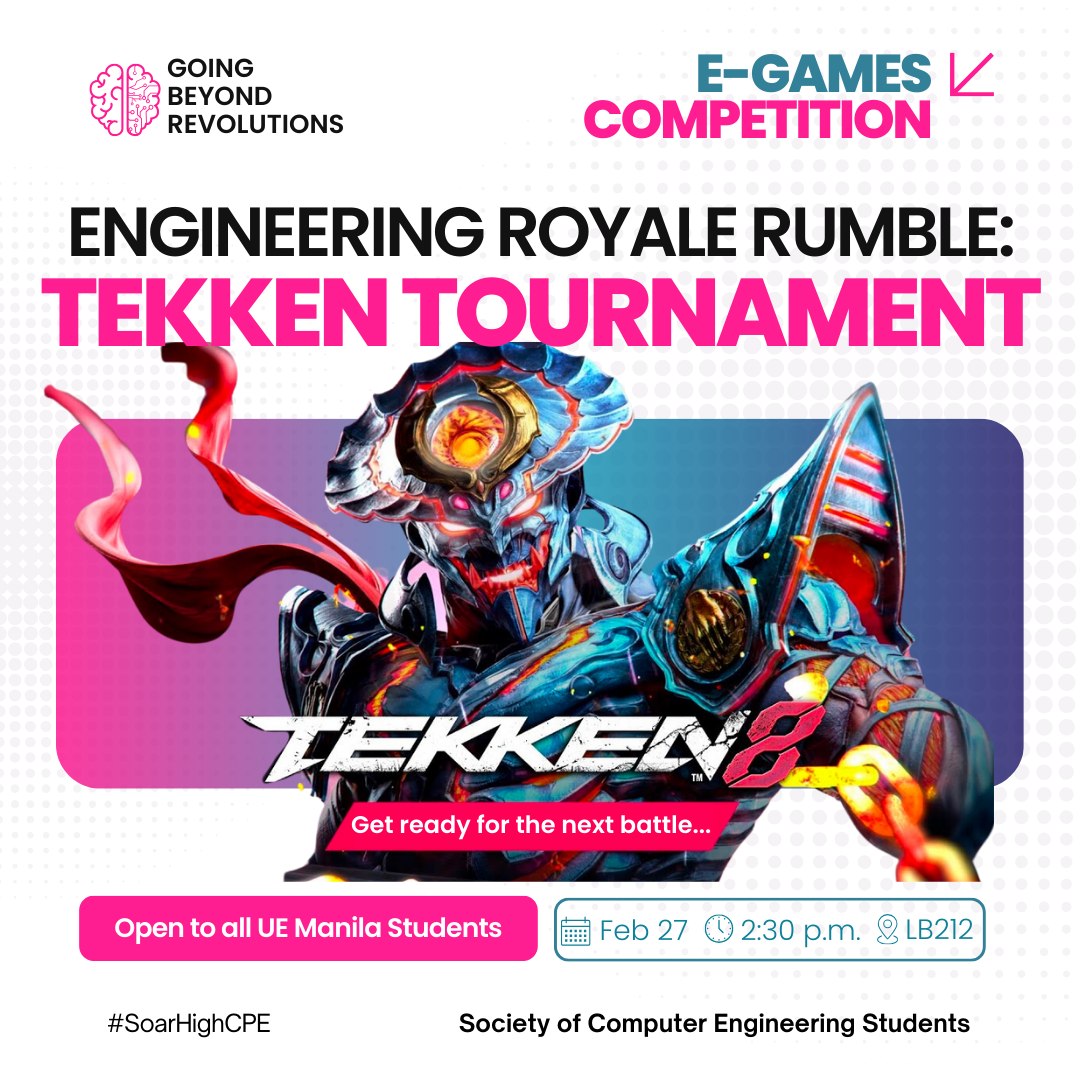 GOING
BEYOND
REVOLUTIONS
E-GAMES
COMPETITION
ENGINEERING ROYALE RUMBLE:
TEKKEN TOURNAMENT
TEKKEN 8
TM
Get ready for the next battle...
Open to all UE Manila Students
Feb 27 2:30 p.m. LB212
#SoarHighCPE
Society of Computer Engineering Students